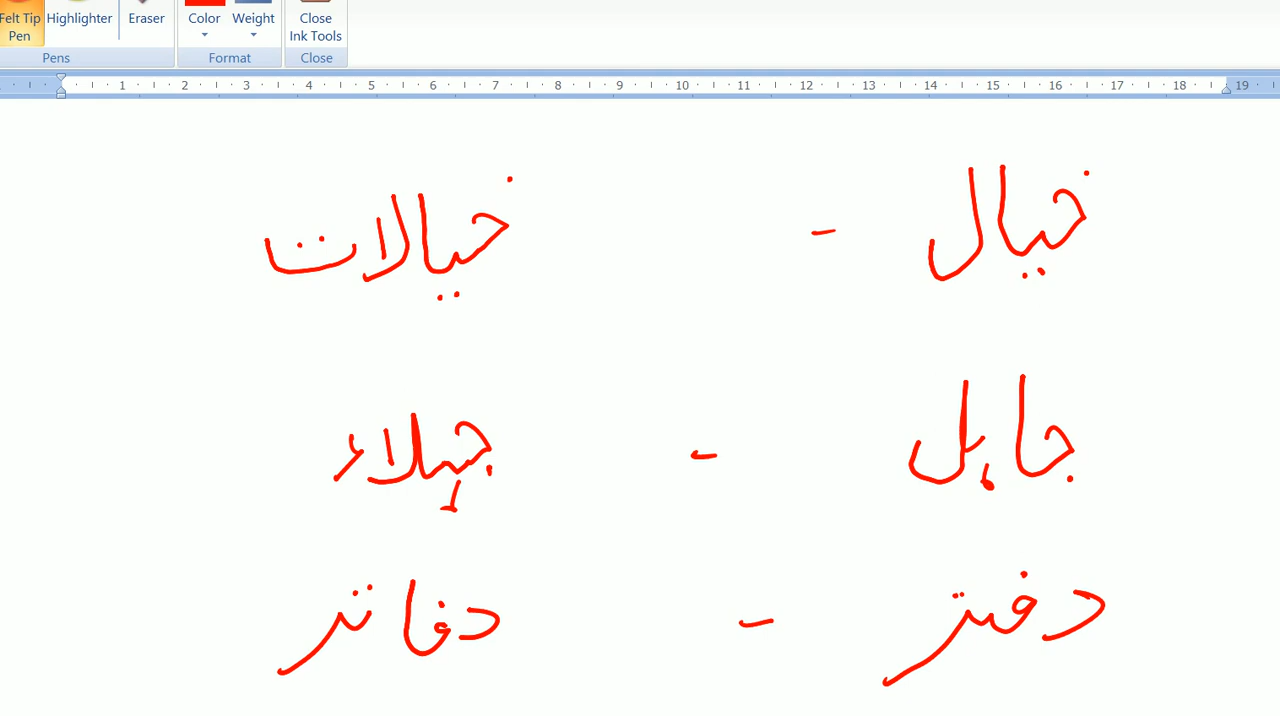 Felt Tip Pen Highlighter Eraser Color Weight Close Ink Tools
Pens Format Close
1 2 3 4 5 6 7 8 9 10 11 12 13 14 15 16 17 18 19
خیال - خیالات
جاہل - جہلاء
دفتر - دفاتر